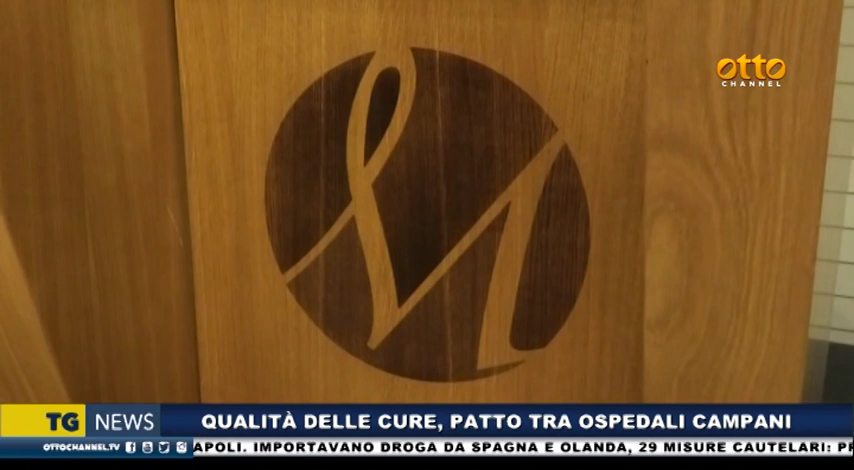 otto
CHANNEL
TG NEWS
QUALITÀ DELLE CURE, PATTO TRA OSPEDALI CAMPANI
OTTOCHANNEL.TV
APOLI. IMPORTAVANO DROGA DA SPAGNA E OLANDA, 29 MISURE CAUTELARI: PR